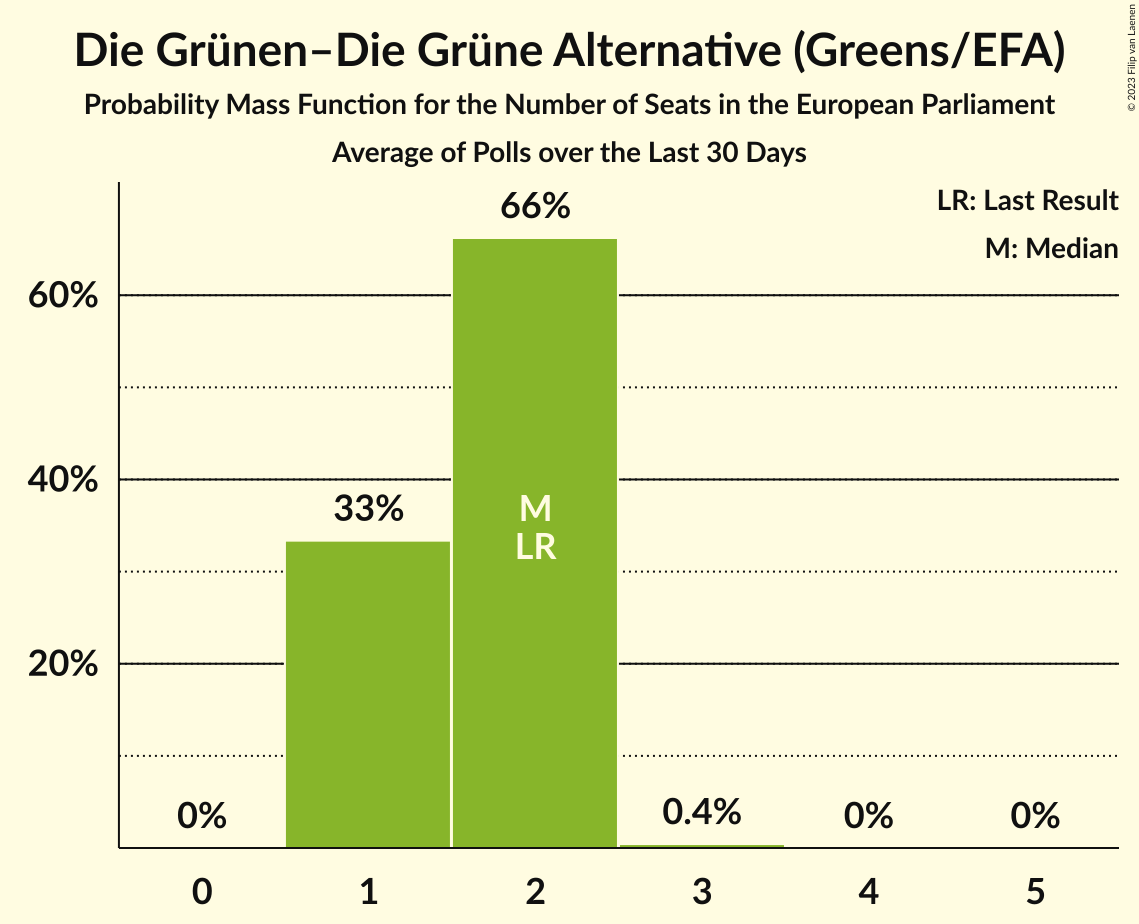 Die Grünen–Die Grüne Alternative (Greens/EFA)
Probability Mass Function for the Number of Seats in the European Parliament
Average of Polls over the Last 30 Days
© 2023 Filip van Laenen
LR: Last Result
M: Median
66%
60%
40%
33%
M
LR
20%
0%
0.4%
0%
0%
0 1 2 3 4 5